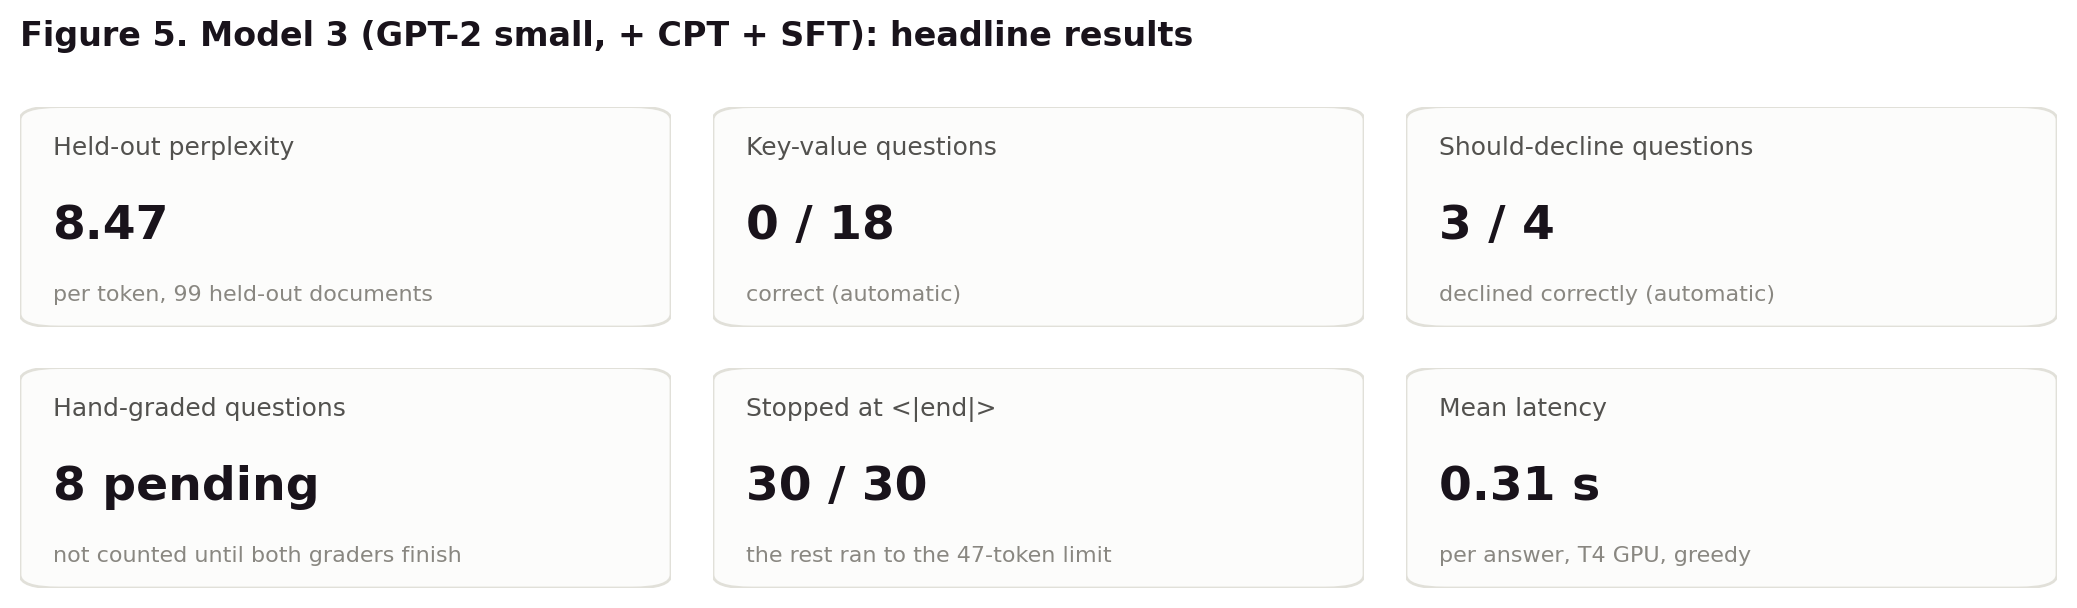 Figure 5. Model 3 (GPT-2 small, + CPT + SFT): headline results
Held-out perplexity
8.47
per token, 99 held-out documents
Key-value questions
0 / 18
correct (automatic)
Should-decline questions
3 / 4
declined correctly (automatic)
Hand-graded questions
8 pending
not counted until both graders finish
Stopped at <|end|>
30 / 30
the rest ran to the 47-token limit
Mean latency
0.31 s
per answer, T4 GPU, greedy